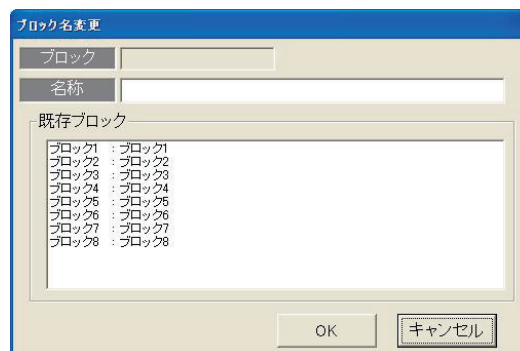 ブロック名変更
ブロック
名称
既存ブロック
ブロック1 : ブロック1
ブロック2 : ブロック2
ブロック3 : ブロック3
ブロック4 : ブロック4
ブロック5 : ブロック5
ブロック6 : ブロック6
ブロック7 : ブロック7
ブロック8 : ブロック8
OK キャンセル